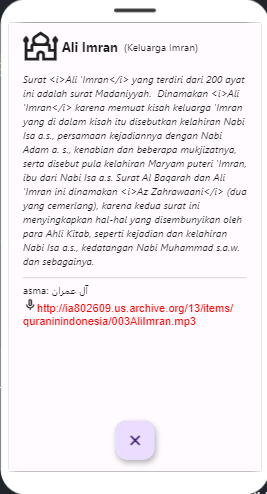 Ali Imran (Keluarga Imran)
Surat <i>Ali 'Imran</i> yang terdiri dari 200 ayat
ini adalah surat Madaniyyah. Dinamakan <i>Ali
'Imran</i> karena memuat kisah keluarga 'Imran
yang di dalam kisah itu disebutkan kelahiran Nabi
Isa a.s., persamaan kejadiannya dengan Nabi
Adam a. s., kenabian dan beberapa mukjizatnya,
serta disebut pula kelahiran Maryam puteri 'Imran,
ibu dari Nabi Isa a.s. Surat Al Baqarah dan Ali
'Imran ini dinamakan <i>Az Zahrawaani</i> (dua
yang cemerlang), karena kedua surat ini
menyingkapkan hal-hal yang disembunyikan oleh
para Ahli Kitab, seperti kejadian dan kelahiran
Nabi Isa a.s., kedatangan Nabi Muhammad s.a.w.
dan sebagainya.
asma: آل عمران
http://ia802609.us.archive.org/13/items/
quraninindonesia/003AliImran.mp3